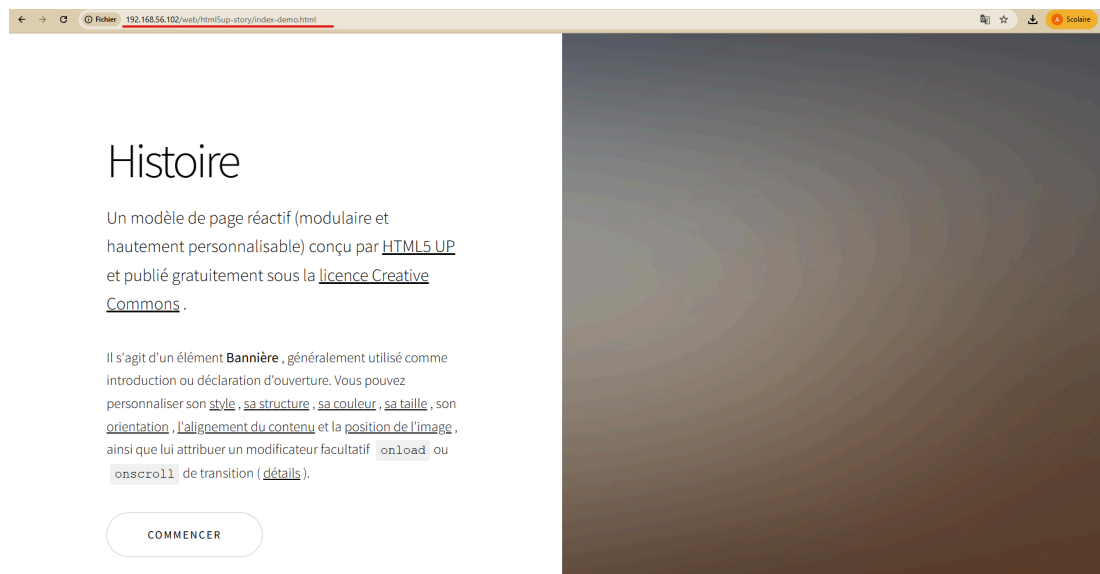 Fichier 192.168.56.102/web/html5up-story/index-demo.html Scolaire
Histoire
Un modèle de page réactif (modulaire et
hautement personnalisable) conçu par HTML5 UP
et publié gratuitement sous la licence Creative
Commons .
Il s'agit d'un élément Bannière , généralement utilisé comme
introduction ou déclaration d'ouverture. Vous pouvez
personnaliser son style , sa structure , sa couleur , sa taille , son
orientation , l'alignement du contenu et la position de l'image ,
ainsi que lui attribuer un modificateur facultatif onload ou
onscroll de transition ( détails ).
COMMENCER